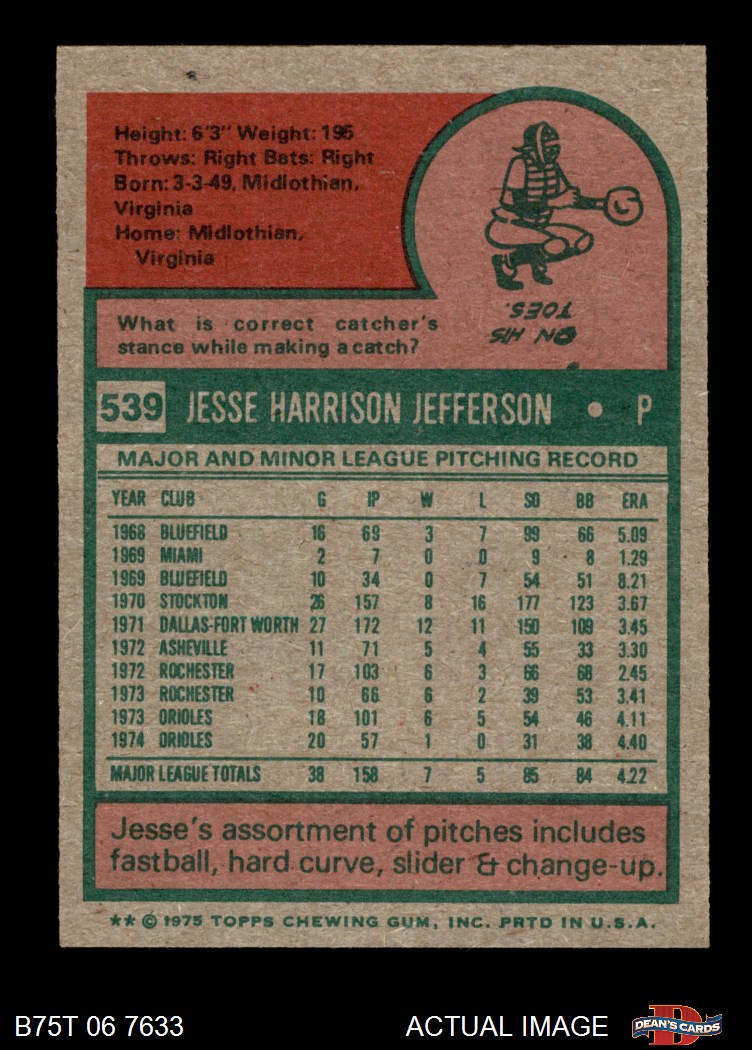 Height: 6'3" Weight: 195
Throws: Right Bats: Right
Born: 3-3-49, Midlothian,
Virginia
Home: Midlothian,
Virginia
ON HIS
TOES.
What is correct catcher's
stance while making a catch?
539 JESSE HARRISON JEFFERSON • P
MAJOR AND MINOR LEAGUE PITCHING RECORD
YEAR CLUB G IP W L SO BB ERA
1968 BLUEFIELD 16 69 3 7 99 66 5.09
1969 MIAMI 2 7 0 0 9 8 1.29
1969 BLUEFIELD 10 34 0 7 54 51 8.21
1970 STOCKTON 26 157 8 16 177 123 3.67
1971 DALLAS-FORT WORTH 27 172 12 11 150 109 3.45
1972 ASHEVILLE 11 71 5 4 55 33 3.30
1972 ROCHESTER 17 103 6 3 66 68 2.45
1973 ROCHESTER 10 66 6 2 39 53 3.41
1973 ORIOLES 18 101 6 5 54 46 4.11
1974 ORIOLES 20 57 1 0 31 38 4.40
MAJOR LEAGUE TOTALS 38 158 7 5 85 84 4.22
Jesse's assortment of pitches includes
fastball, hard curve, slider & change-up.
** © 1975 TOPPS CHEWING GUM, INC. PRTD IN U.S.A.
B75T 06 7633 ACTUAL IMAGE DEAN'S CARDS